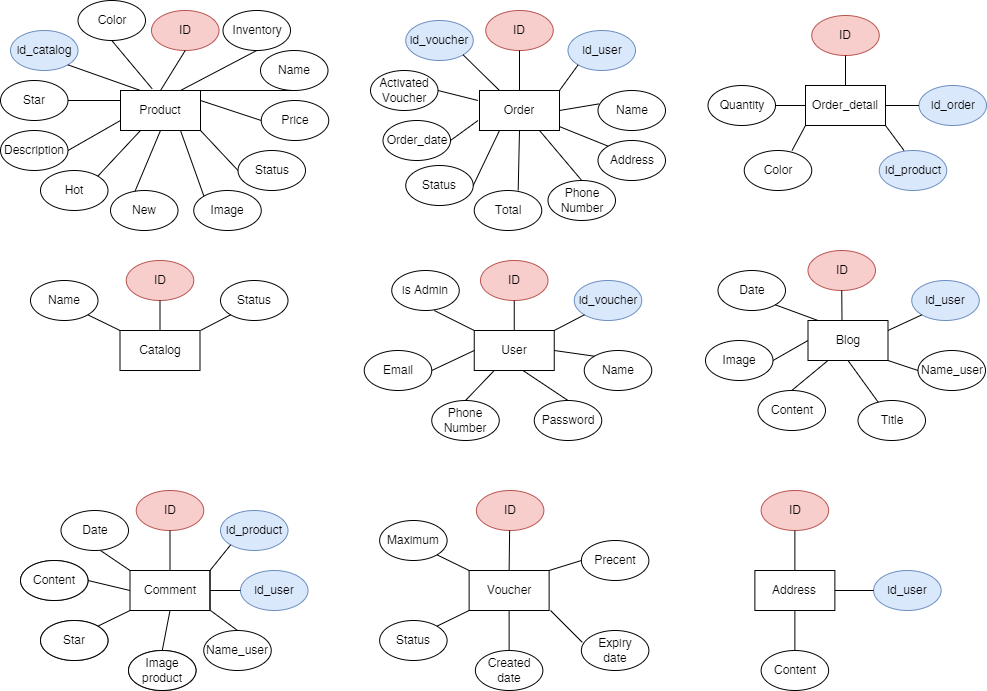 Color
ID
Inventory
id_catalog
Name
Star
Product
Price
Description
Status
Hot
New
Image
id_voucher
ID
id_user
Activated
Voucher
Order
Name
Order_date
Address
Status
Total
Phone
Number
ID
Quantity
Order_detail
id_order
Color
id_product
ID
Name
Status
Catalog
is Admin
ID
id_voucher
User
Email
Name
Phone
Number
Password
Date
ID
id_user
Blog
Image
Name_user
Content
Title
ID
Date
id_product
Content
Comment
id_user
Star
Image
product
Name_user
ID
Maximum
Precent
Voucher
Status
Created
date
Expiry
date
ID
Address
id_user
Content